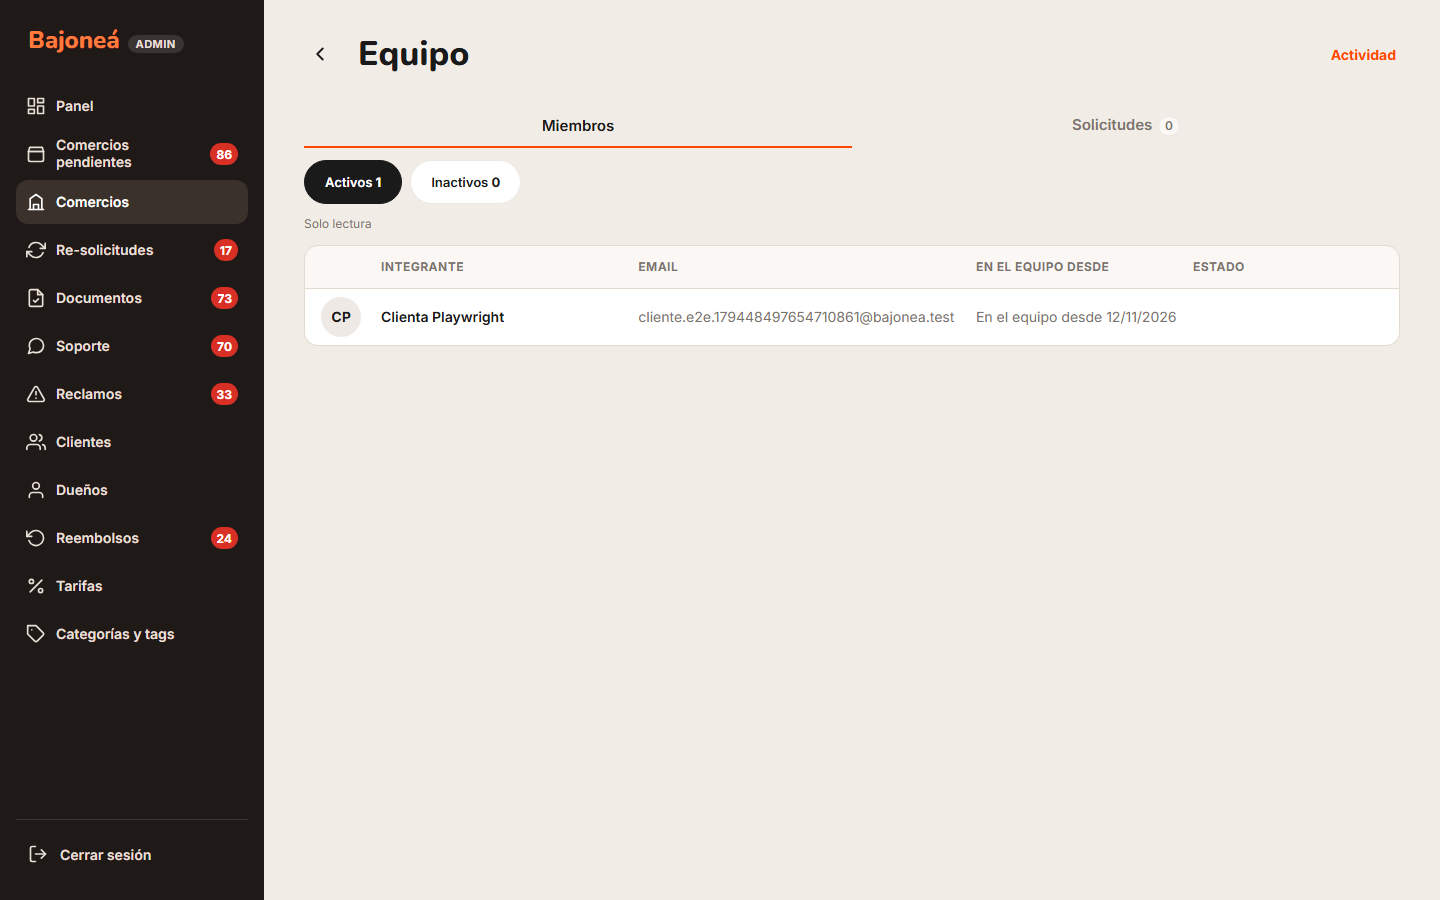 Bajoneá ADMIN
Panel
Comercios
pendientes 86
Comercios
Re-solicitudes 17
Documentos 73
Soporte 70
Reclamos 33
Clientes
Dueños
Reembolsos 24
Tarifas
Categorías y tags
Cerrar sesión
Equipo
Actividad
Miembros
Solicitudes 0
Activos 1
Inactivos 0
Solo lectura
INTEGRANTE EMAIL EN EL EQUIPO DESDE ESTADO
CP Clienta Playwright cliente.e2e.179448497654710861@bajonea.test En el equipo desde 12/11/2026